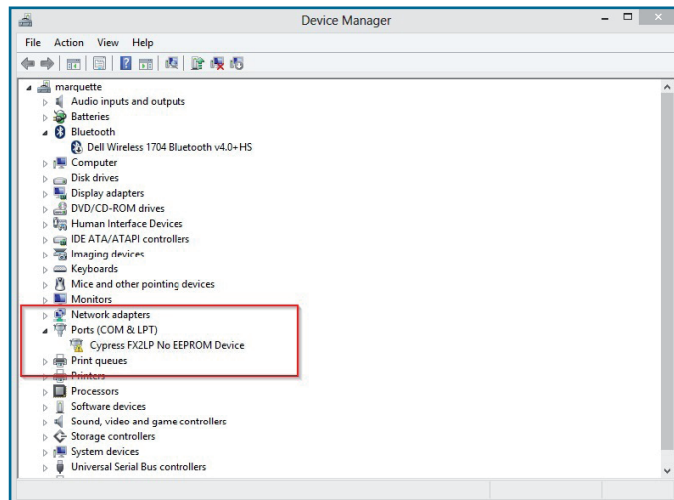 Device Manager
File Action View Help
marquette
Audio inputs and outputs
Batteries
Bluetooth
Dell Wireless 1704 Bluetooth v4.0+HS
Computer
Disk drives
Display adapters
DVD/CD-ROM drives
Human Interface Devices
IDE ATA/ATAPI controllers
Imaging devices
Keyboards
Mice and other pointing devices
Monitors
Network adapters
Ports (COM & LPT)
Cypress FX2LP No EEPROM Device
Print queues
Printers
Processors
Software devices
Sound, video and game controllers
Storage controllers
System devices
Universal Serial Bus controllers